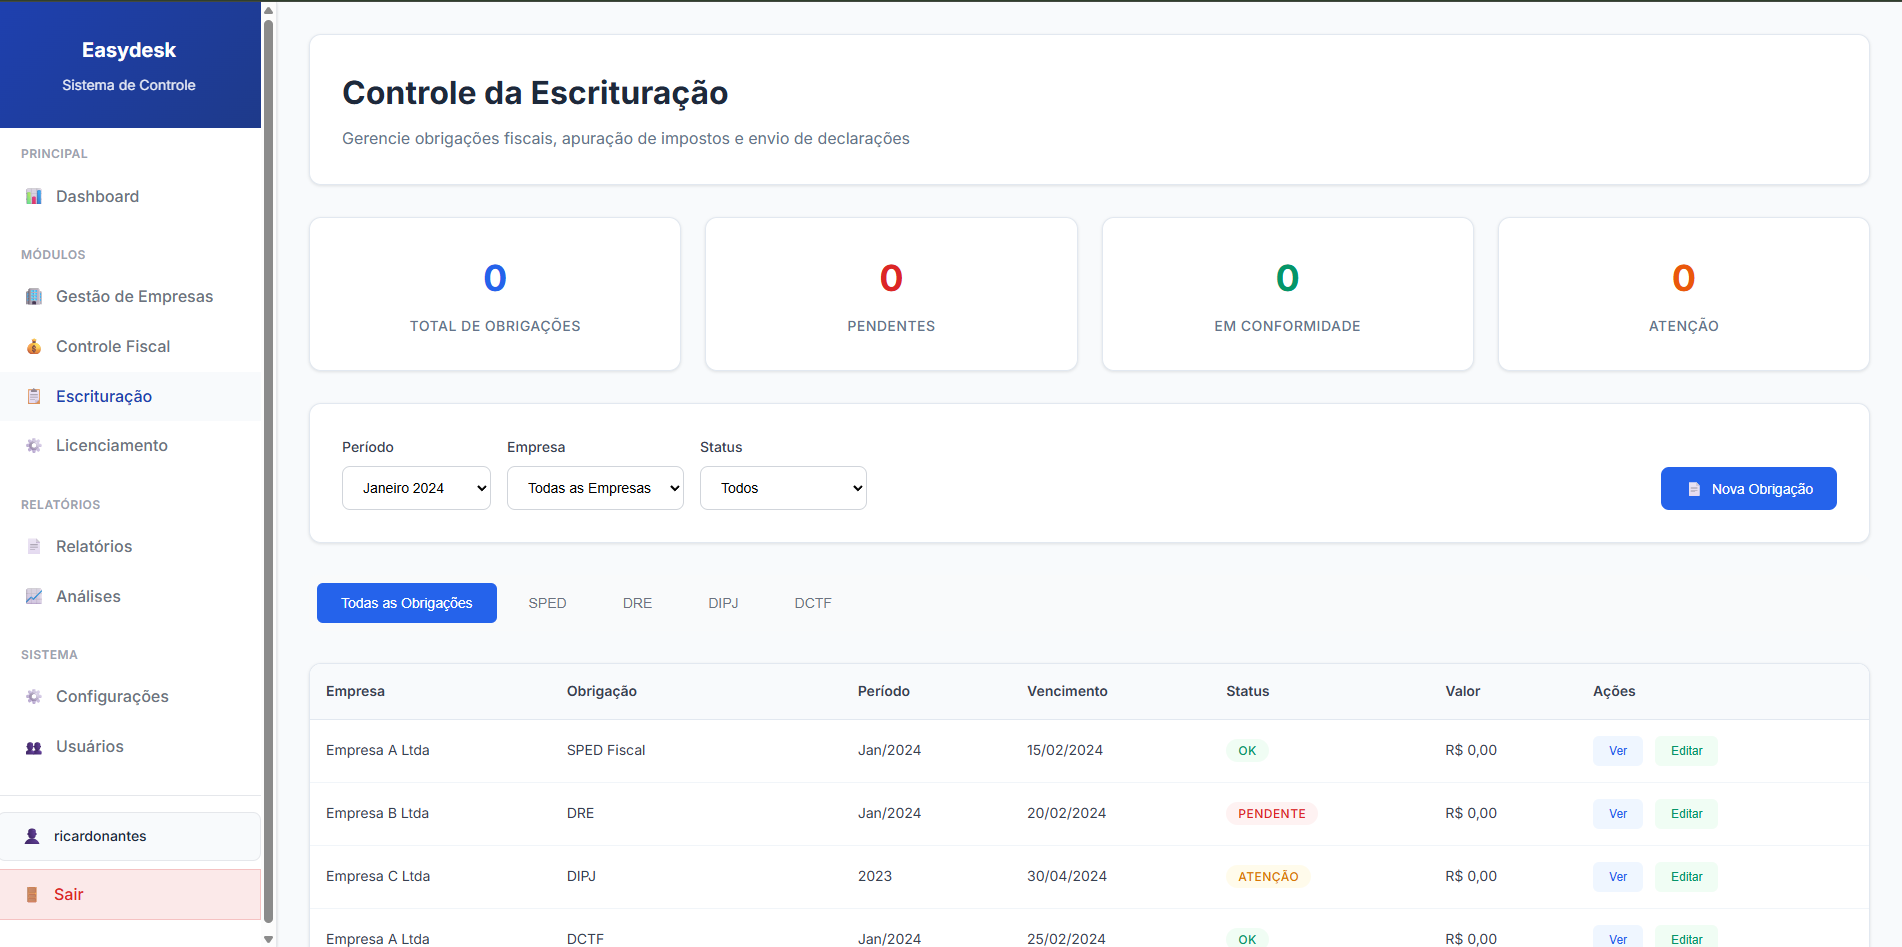 Easydesk
Sistema de Controle
PRINCIPAL
Dashboard
MÓDULOS
Gestão de Empresas
Controle Fiscal
Escrituração
Licenciamento
RELATÓRIOS
Relatórios
Análises
SISTEMA
Configurações
Usuários
ricardonantes
Sair
Controle da Escrituração
Gerencie obrigações fiscais, apuração de impostos e envio de declarações
0
TOTAL DE OBRIGAÇÕES
0
PENDENTES
0
EM CONFORMIDADE
0
ATENÇÃO
Período Empresa Status
Janeiro 2024 Todas as Empresas Todos Nova Obrigação
Todas as Obrigações SPED DRE DIPJ DCTF
Empresa Obrigação Período Vencimento Status Valor Ações
Empresa A Ltda SPED Fiscal Jan/2024 15/02/2024 OK R$ 0,00 Ver Editar
Empresa B Ltda DRE Jan/2024 20/02/2024 PENDENTE R$ 0,00 Ver Editar
Empresa C Ltda DIPJ 2023 30/04/2024 ATENÇÃO R$ 0,00 Ver Editar
Empresa A Ltda DCTF Jan/2024 25/02/2024 OK R$ 0,00 Ver Editar